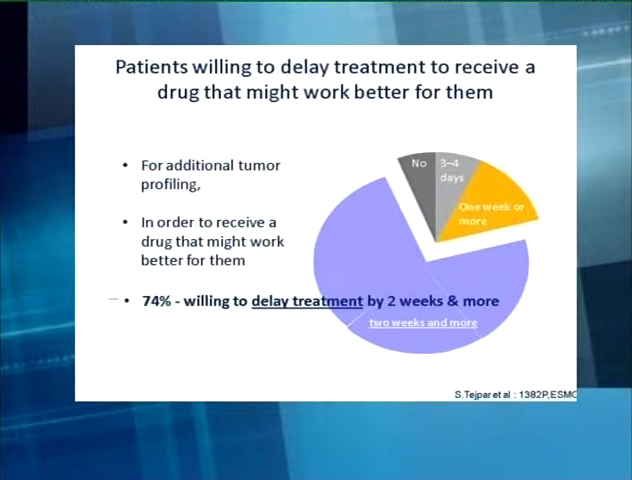 Patients willing to delay treatment to receive a
drug that might work better for them
• For additional tumor
profiling,
• In order to receive a
drug that might work
better for them
– • 74% - willing to delay treatment by 2 weeks & more
No
3–4
days
One week or
more
two weeks and more
S.Tejpar et al : 1382P,ESMO